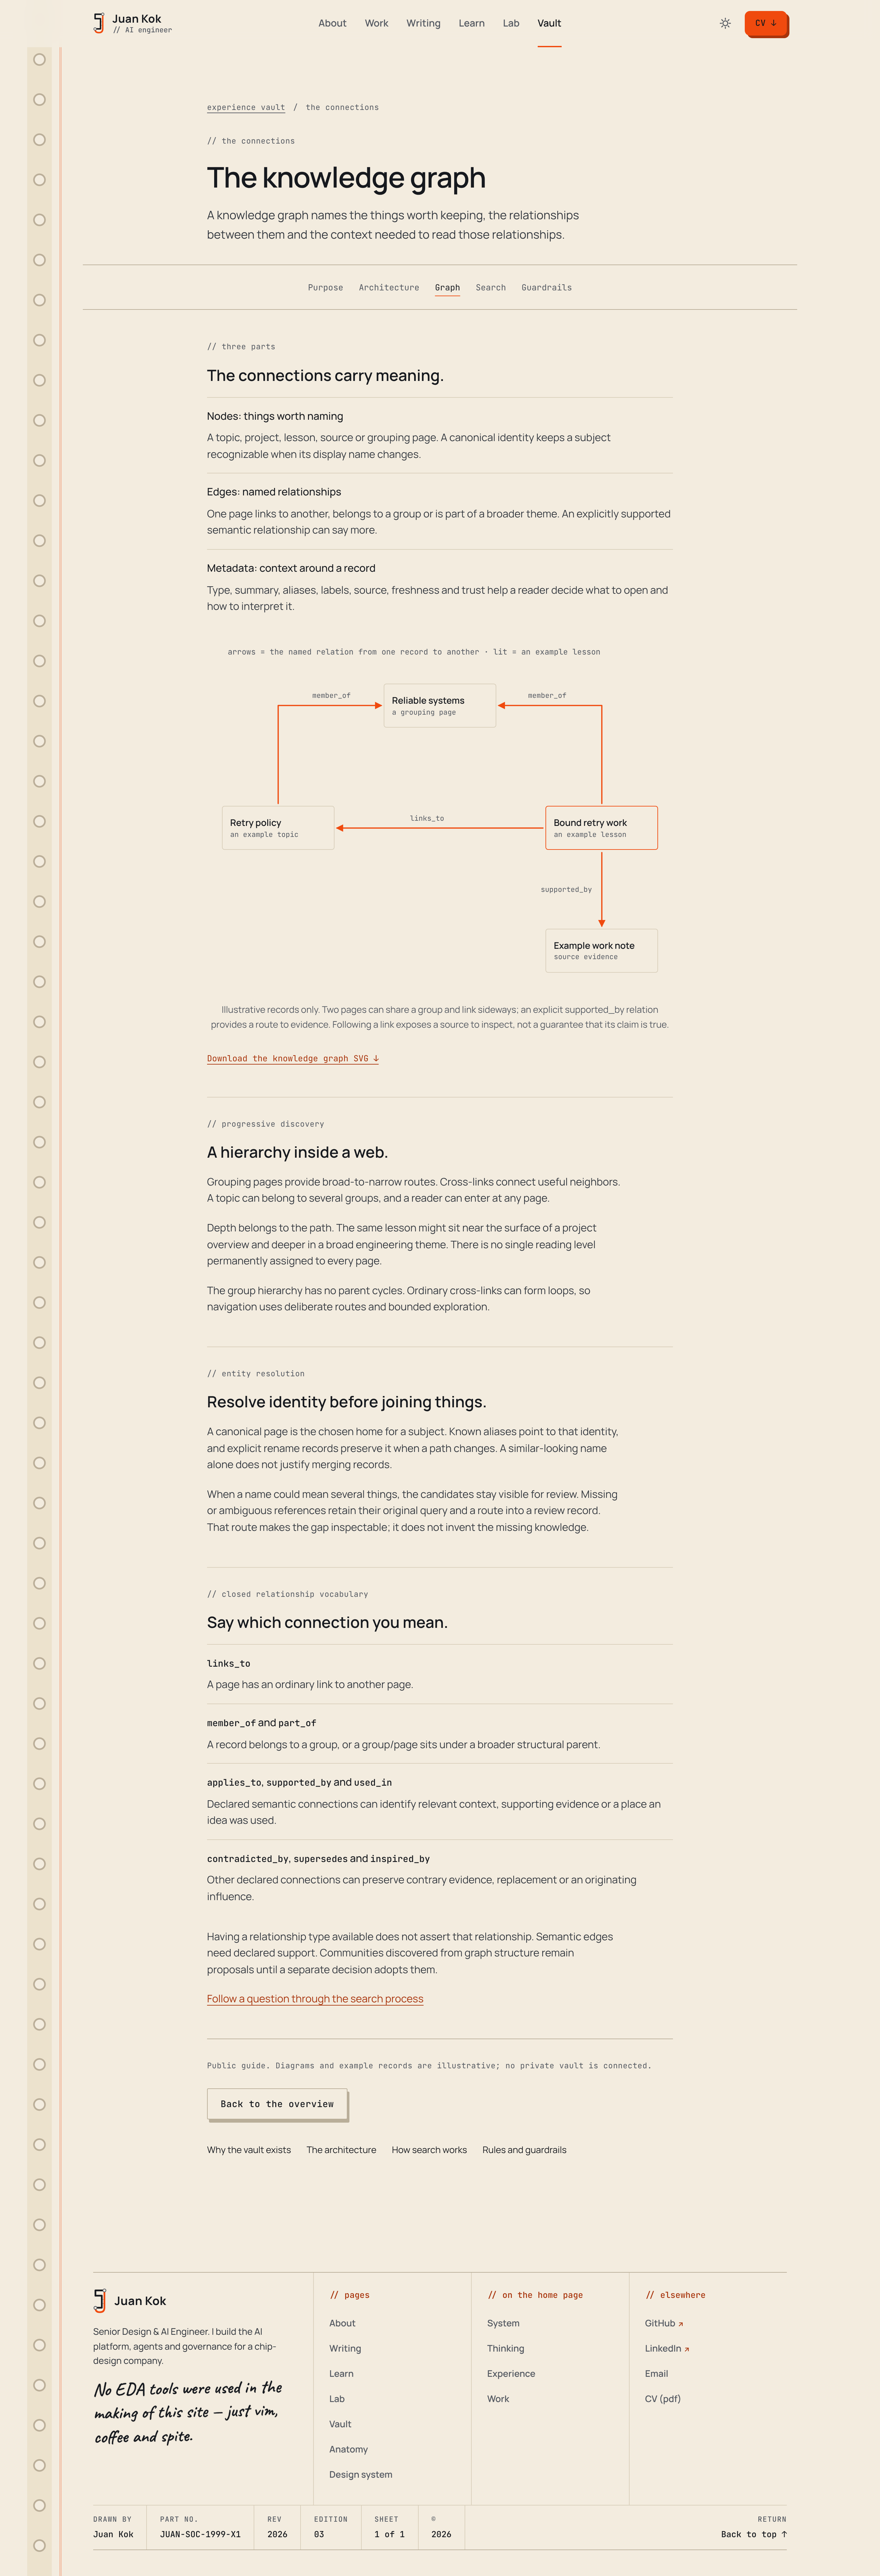 Juan Kok
// AI engineer
About Work Writing Learn Lab Vault
CV ↓
experience vault / the connections
// the connections
The knowledge graph
A knowledge graph names the things worth keeping, the relationships
between them and the context needed to read those relationships.
Purpose Architecture Graph Search Guardrails
// three parts
The connections carry meaning.
Nodes: things worth naming
A topic, project, lesson, source or grouping page. A canonical identity keeps a subject
recognizable when its display name changes.
Edges: named relationships
One page links to another, belongs to a group or is part of a broader theme. An explicitly supported
semantic relationship can say more.
Metadata: context around a record
Type, summary, aliases, labels, source, freshness and trust help a reader decide what to open and
how to interpret it.
arrows = the named relation from one record to another · lit = an example lesson
member_of
Reliable systems
a grouping page
member_of
Retry policy
an example topic
links_to
Bound retry work
an example lesson
supported_by
Example work note
source evidence
Illustrative records only. Two pages can share a group and link sideways; an explicit supported_by relation
provides a route to evidence. Following a link exposes a source to inspect, not a guarantee that its claim is true.
Download the knowledge graph SVG ↓
// progressive discovery
A hierarchy inside a web.
Grouping pages provide broad-to-narrow routes. Cross-links connect useful neighbors.
A topic can belong to several groups, and a reader can enter at any page.
Depth belongs to the path. The same lesson might sit near the surface of a project
overview and deeper in a broad engineering theme. There is no single reading level
permanently assigned to every page.
The group hierarchy has no parent cycles. Ordinary cross-links can form loops, so
navigation uses deliberate routes and bounded exploration.
// entity resolution
Resolve identity before joining things.
A canonical page is the chosen home for a subject. Known aliases point to that identity,
and explicit rename records preserve it when a path changes. A similar-looking name
alone does not justify merging records.
When a name could mean several things, the candidates stay visible for review. Missing
or ambiguous references retain their original query and a route into a review record.
That route makes the gap inspectable; it does not invent the missing knowledge.
// closed relationship vocabulary
Say which connection you mean.
links_to
A page has an ordinary link to another page.
member_of and part_of
A record belongs to a group, or a group/page sits under a broader structural parent.
applies_to, supported_by and used_in
Declared semantic connections can identify relevant context, supporting evidence or a place an
idea was used.
contradicted_by, supersedes and inspired_by
Other declared connections can preserve contrary evidence, replacement or an originating
influence.
Having a relationship type available does not assert that relationship. Semantic edges
need declared support. Communities discovered from graph structure remain
proposals until a separate decision adopts them.
Follow a question through the search process
Public guide. Diagrams and example records are illustrative; no private vault is connected.
Back to the overview
Why the vault exists The architecture How search works Rules and guardrails
Juan Kok
Senior Design & AI Engineer. I build the AI
platform, agents and governance for a chip-
design company.
No EDA tools were used in the
making of this site — just vim,
coffee and spite.
// pages
About
Writing
Learn
Lab
Vault
Anatomy
Design system
// on the home page
System
Thinking
Experience
Work
// elsewhere
GitHub ↗
LinkedIn ↗
Email
CV (pdf)
DRAWN BY
Juan Kok
PART NO.
JUAN-SOC-1999-X1
REV
2026
EDITION
03
SHEET
1 of 1
©
2026
RETURN
Back to top ↑